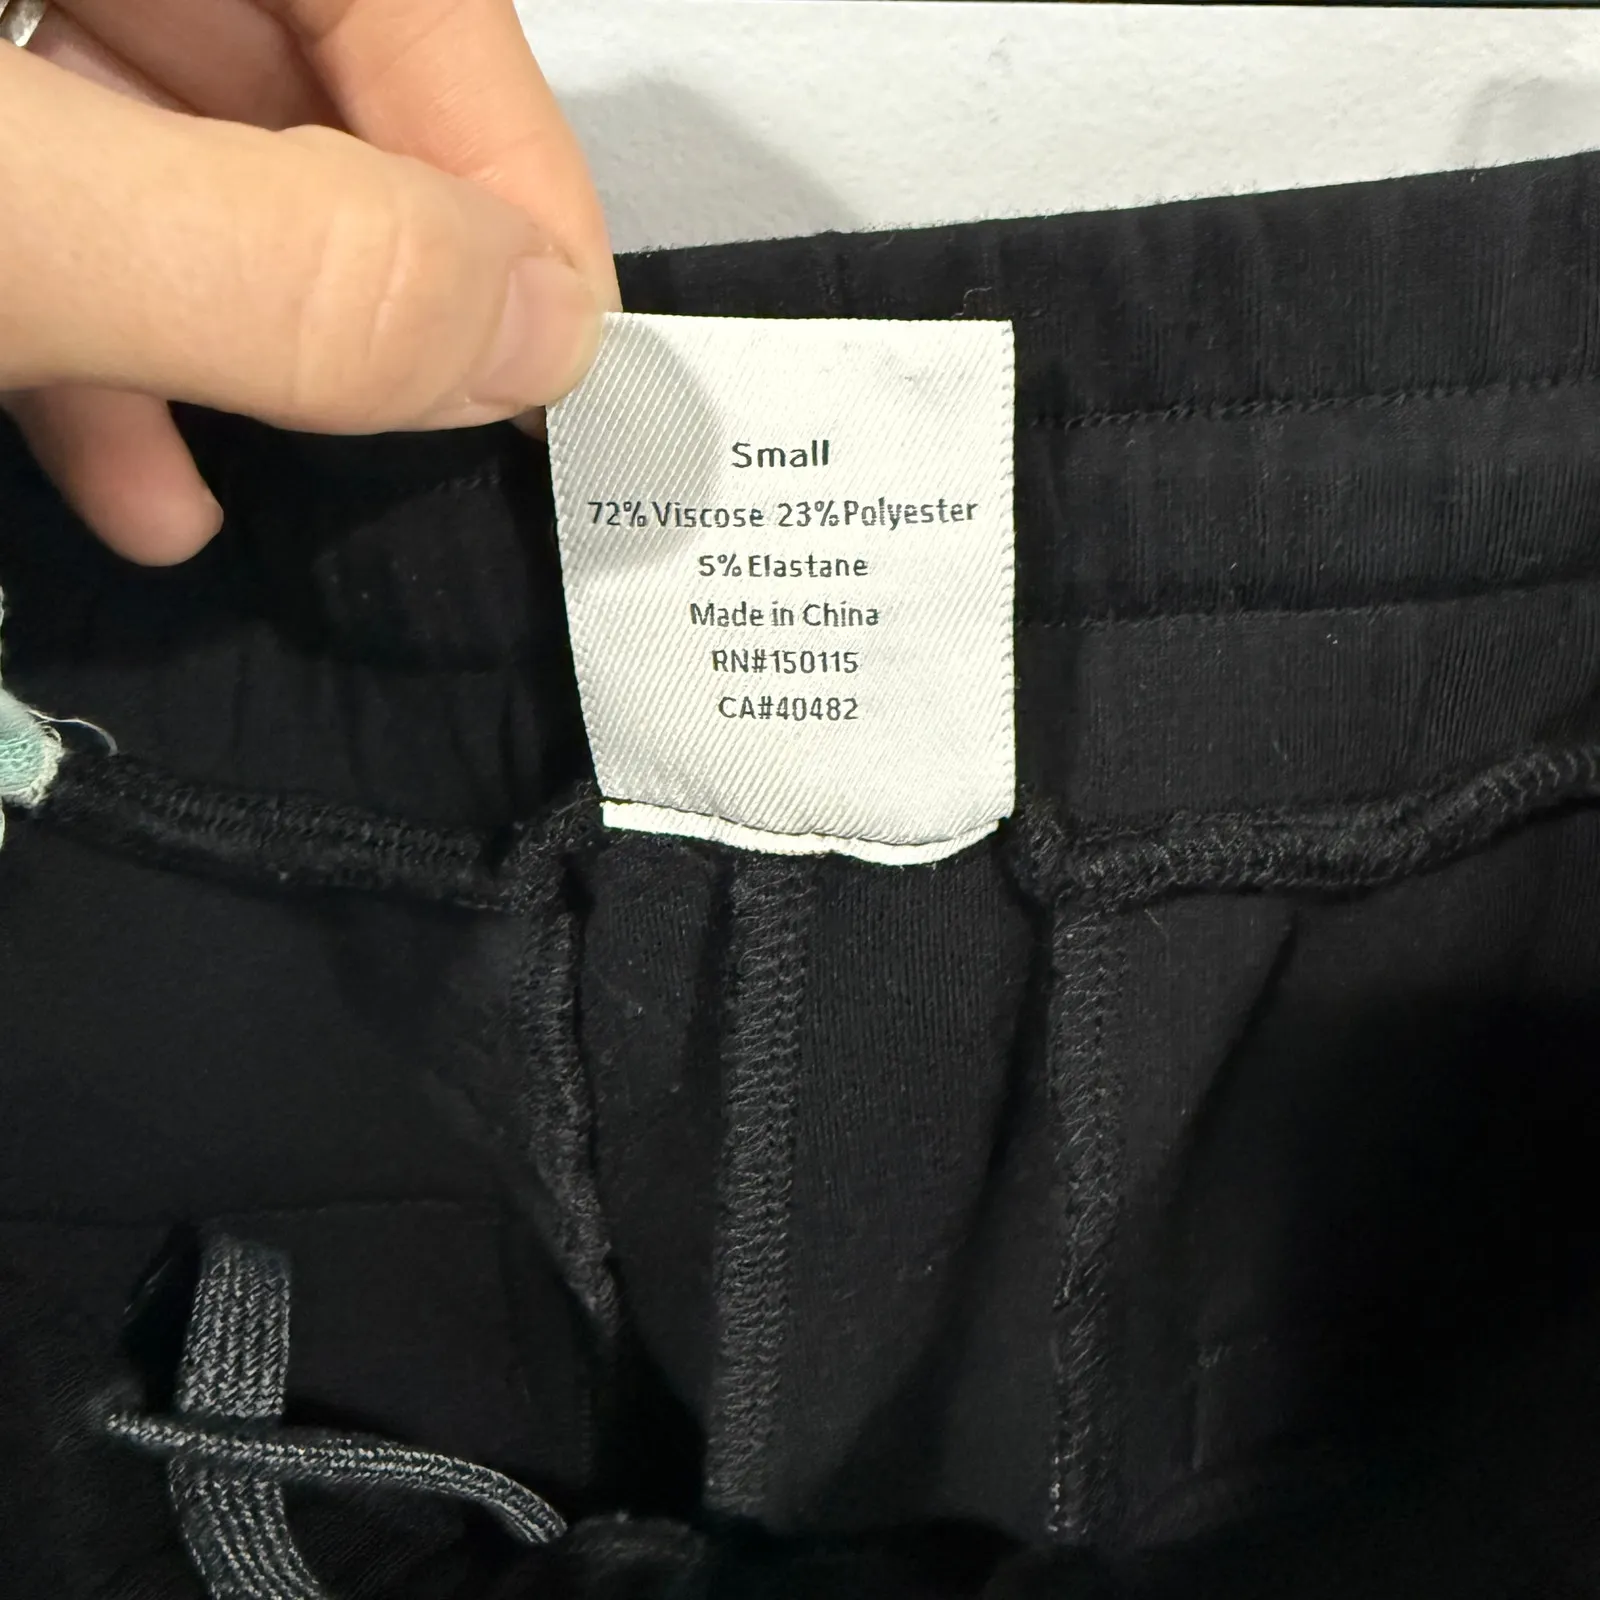 Small
72% Viscose 23% Polyester
5% Elastane
Made in China
RN#150115
CA#40482